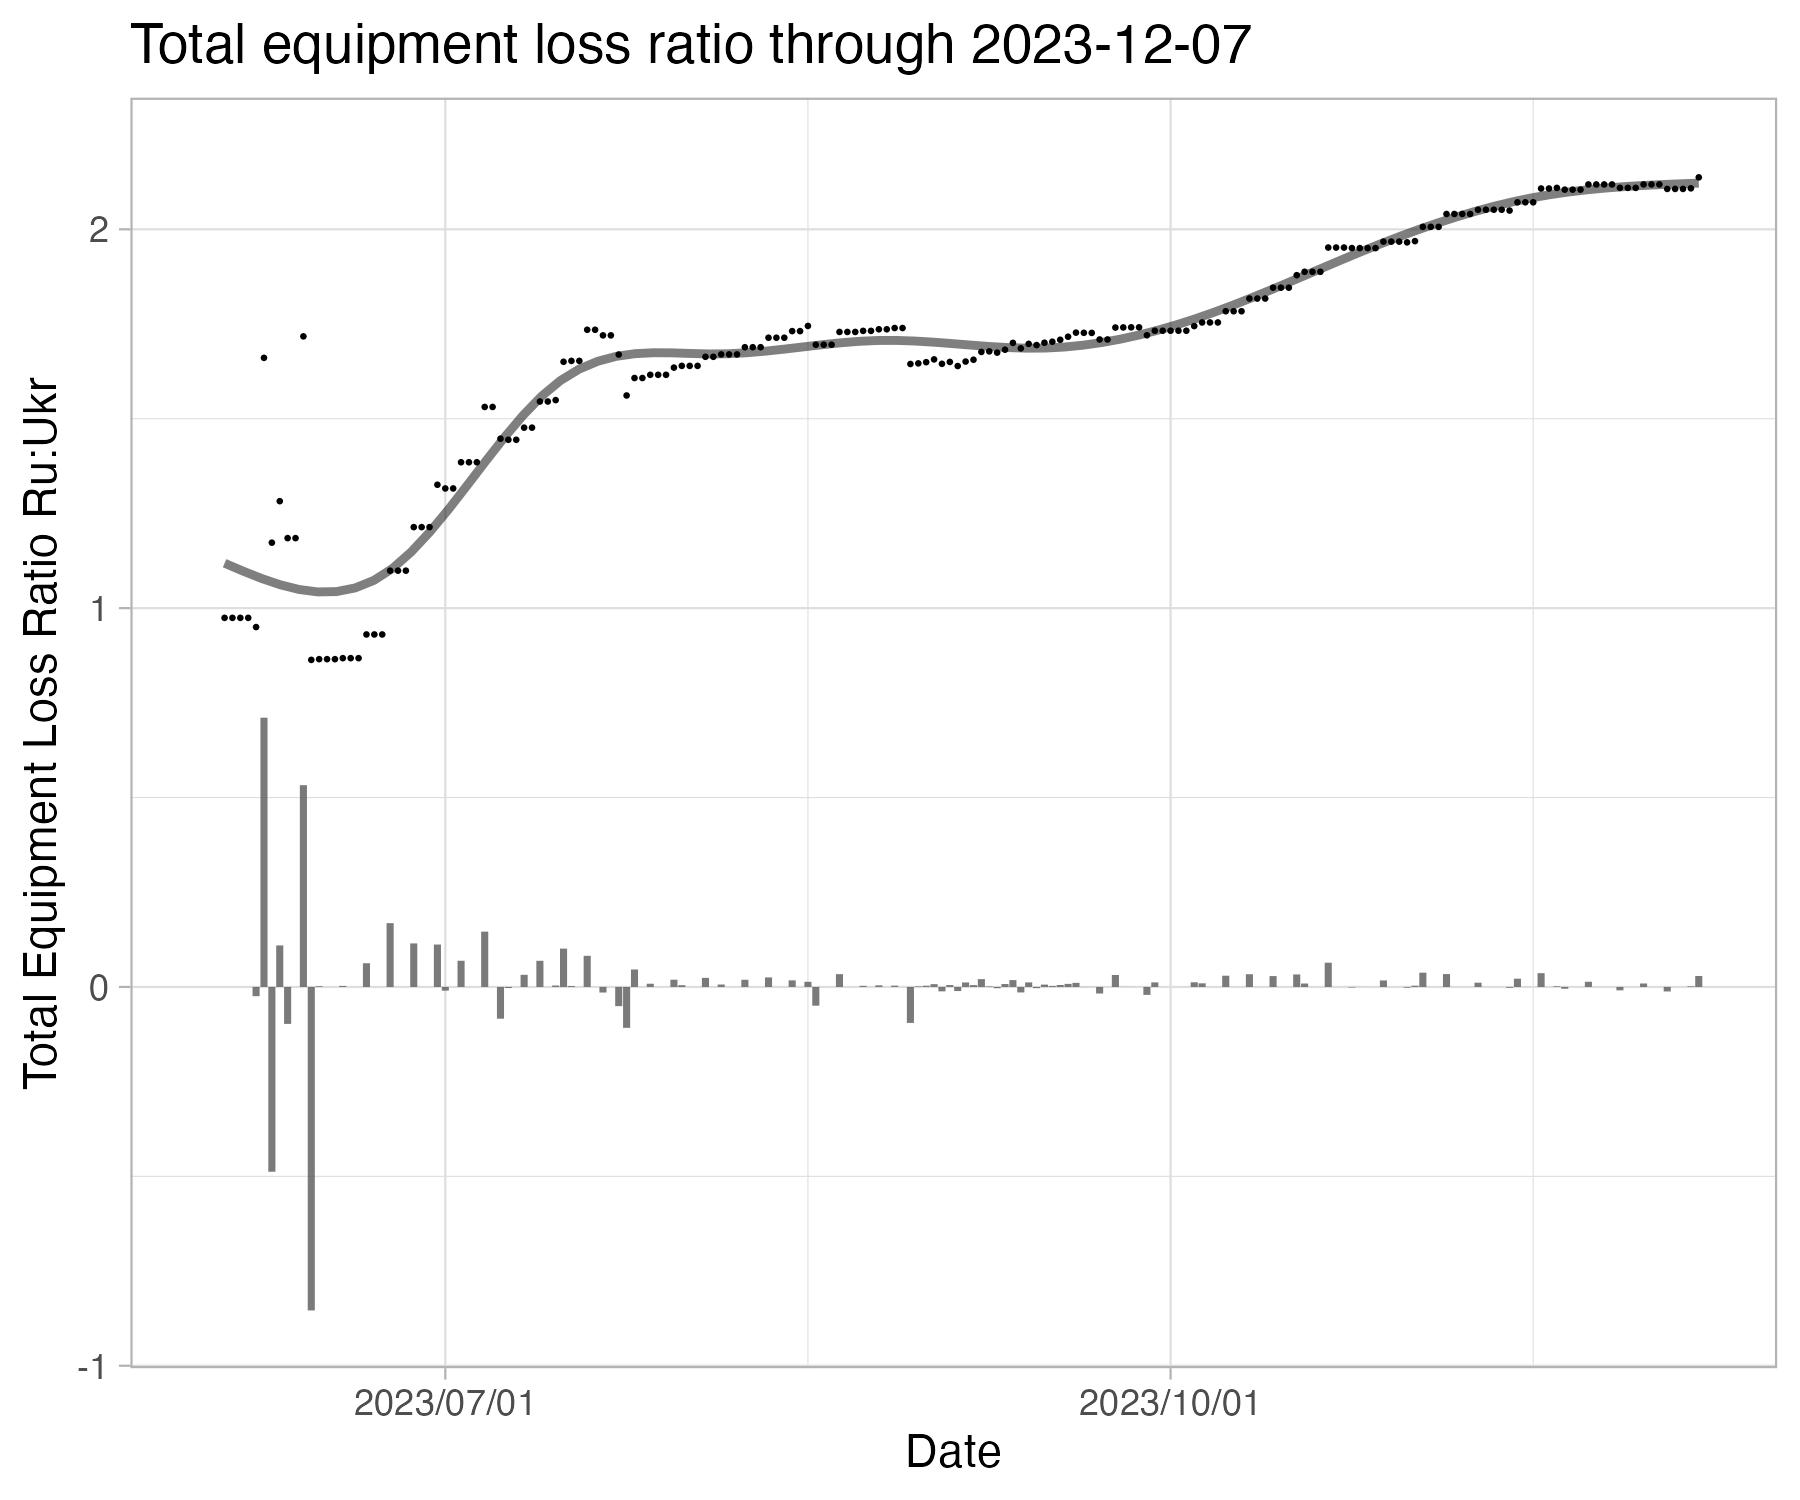 Total equipment loss ratio through 2023-12-07
Total Equipment Loss Ratio Ru:Ukr
2
1
0
-1
2023/07/01
2023/10/01
Date